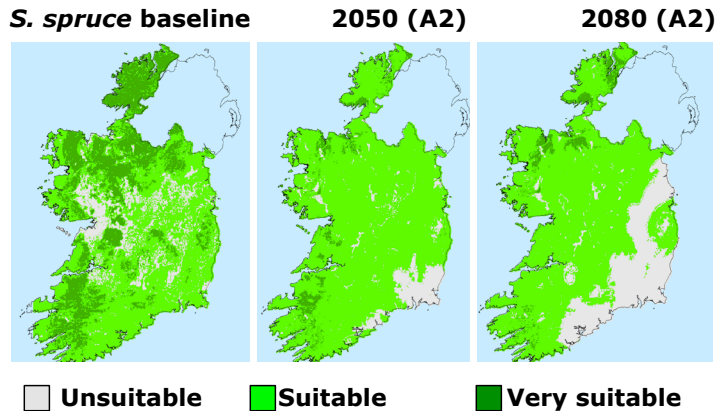 S. spruce baseline
2050 (A2)
2080 (A2)
Unsuitable
Suitable
Very suitable